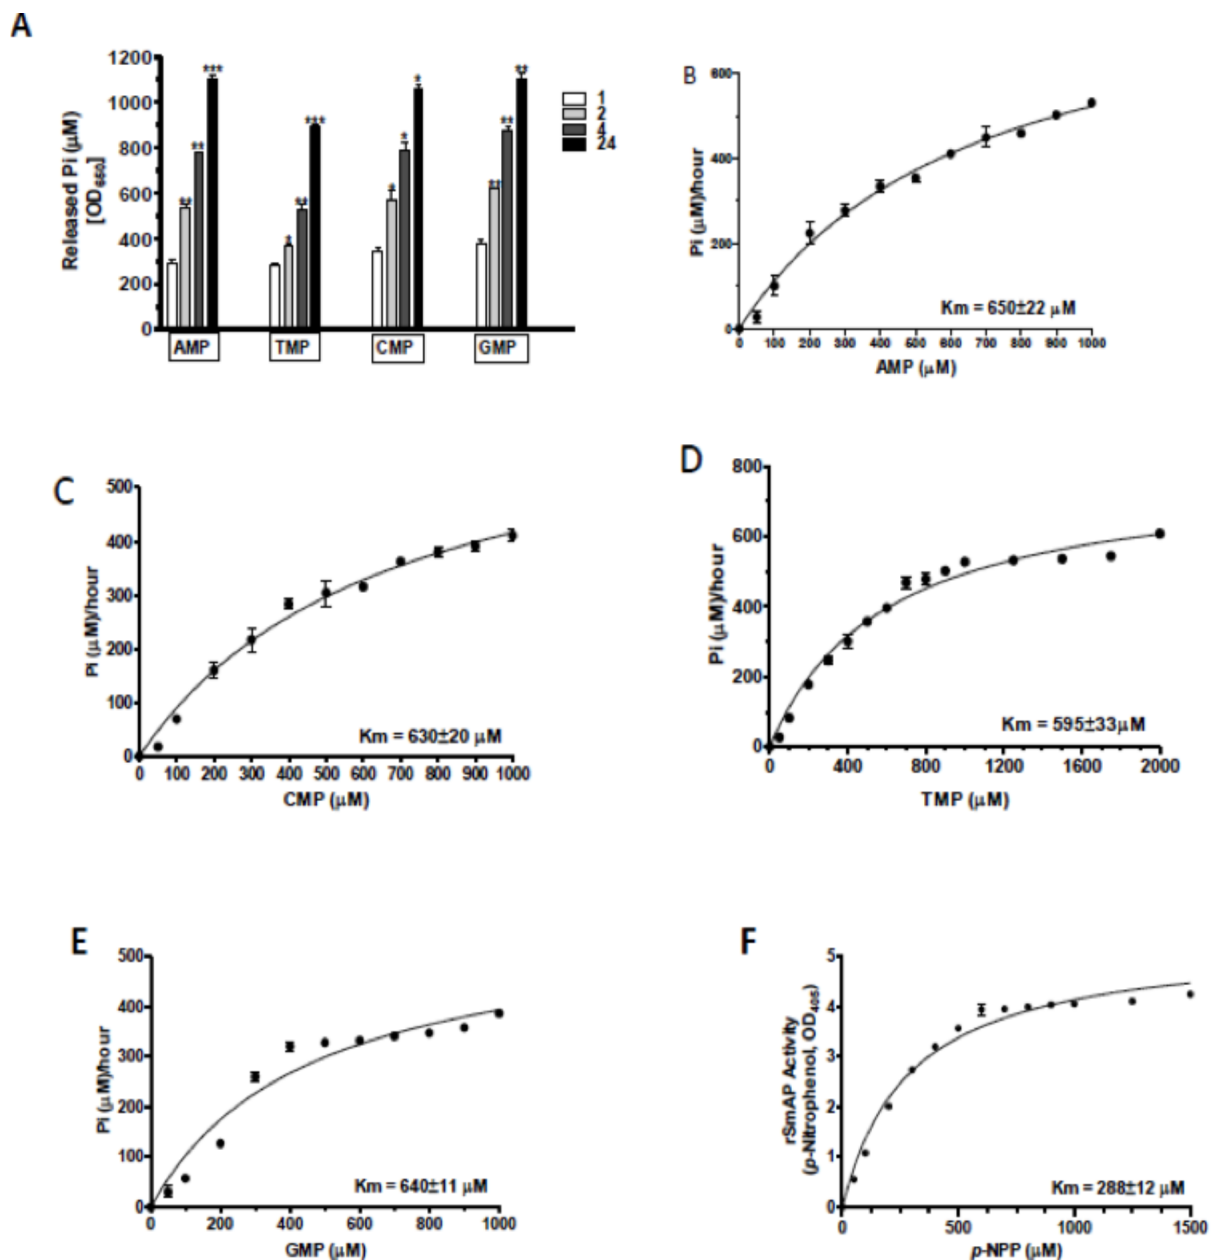 A
1200
1000
800
600
400
200
0
Released Pi (µM)
[OD650]
*** 
** 
** 
*** 
** 
* 
* 
* 
* 
** 
** 
**
1
2
4
24
AMP TMP CMP GMP
B
600
400
200
0
Pi (µM)/hour
Km = 650±22 µM
0 100 200 300 400 500 600 700 800 900 1000
AMP (µM)
C
500
400
300
200
100
0
Pi (µM)/hour
Km = 630±20 µM
0 100 200 300 400 500 600 700 800 900 1000
CMP (µM)
D
800
600
400
200
0
Pi (µM)/hour
Km = 595±33µM
0 400 800 1200 1600 2000
TMP (µM)
E
500
400
300
200
100
0
Pi (µM)/hour
Km = 640±11 µM
0 200 400 600 800 1000
GMP (µM)
F
5
4
3
2
1
0
rSmAP Activity
(p-Nitrophenol, OD405)
Km = 288±12 µM
0 500 1000 1500
p-NPP (µM)